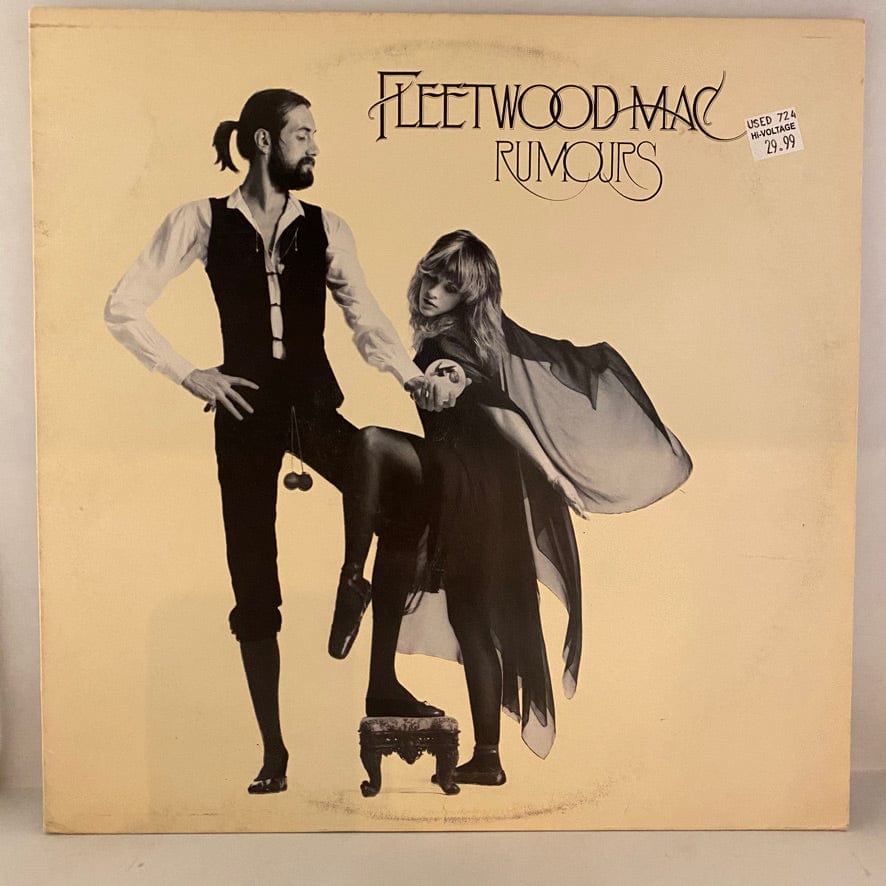 FLEETWOOD MAC
RUMOURS
USED 724
HI-VOLTAGE
29.99